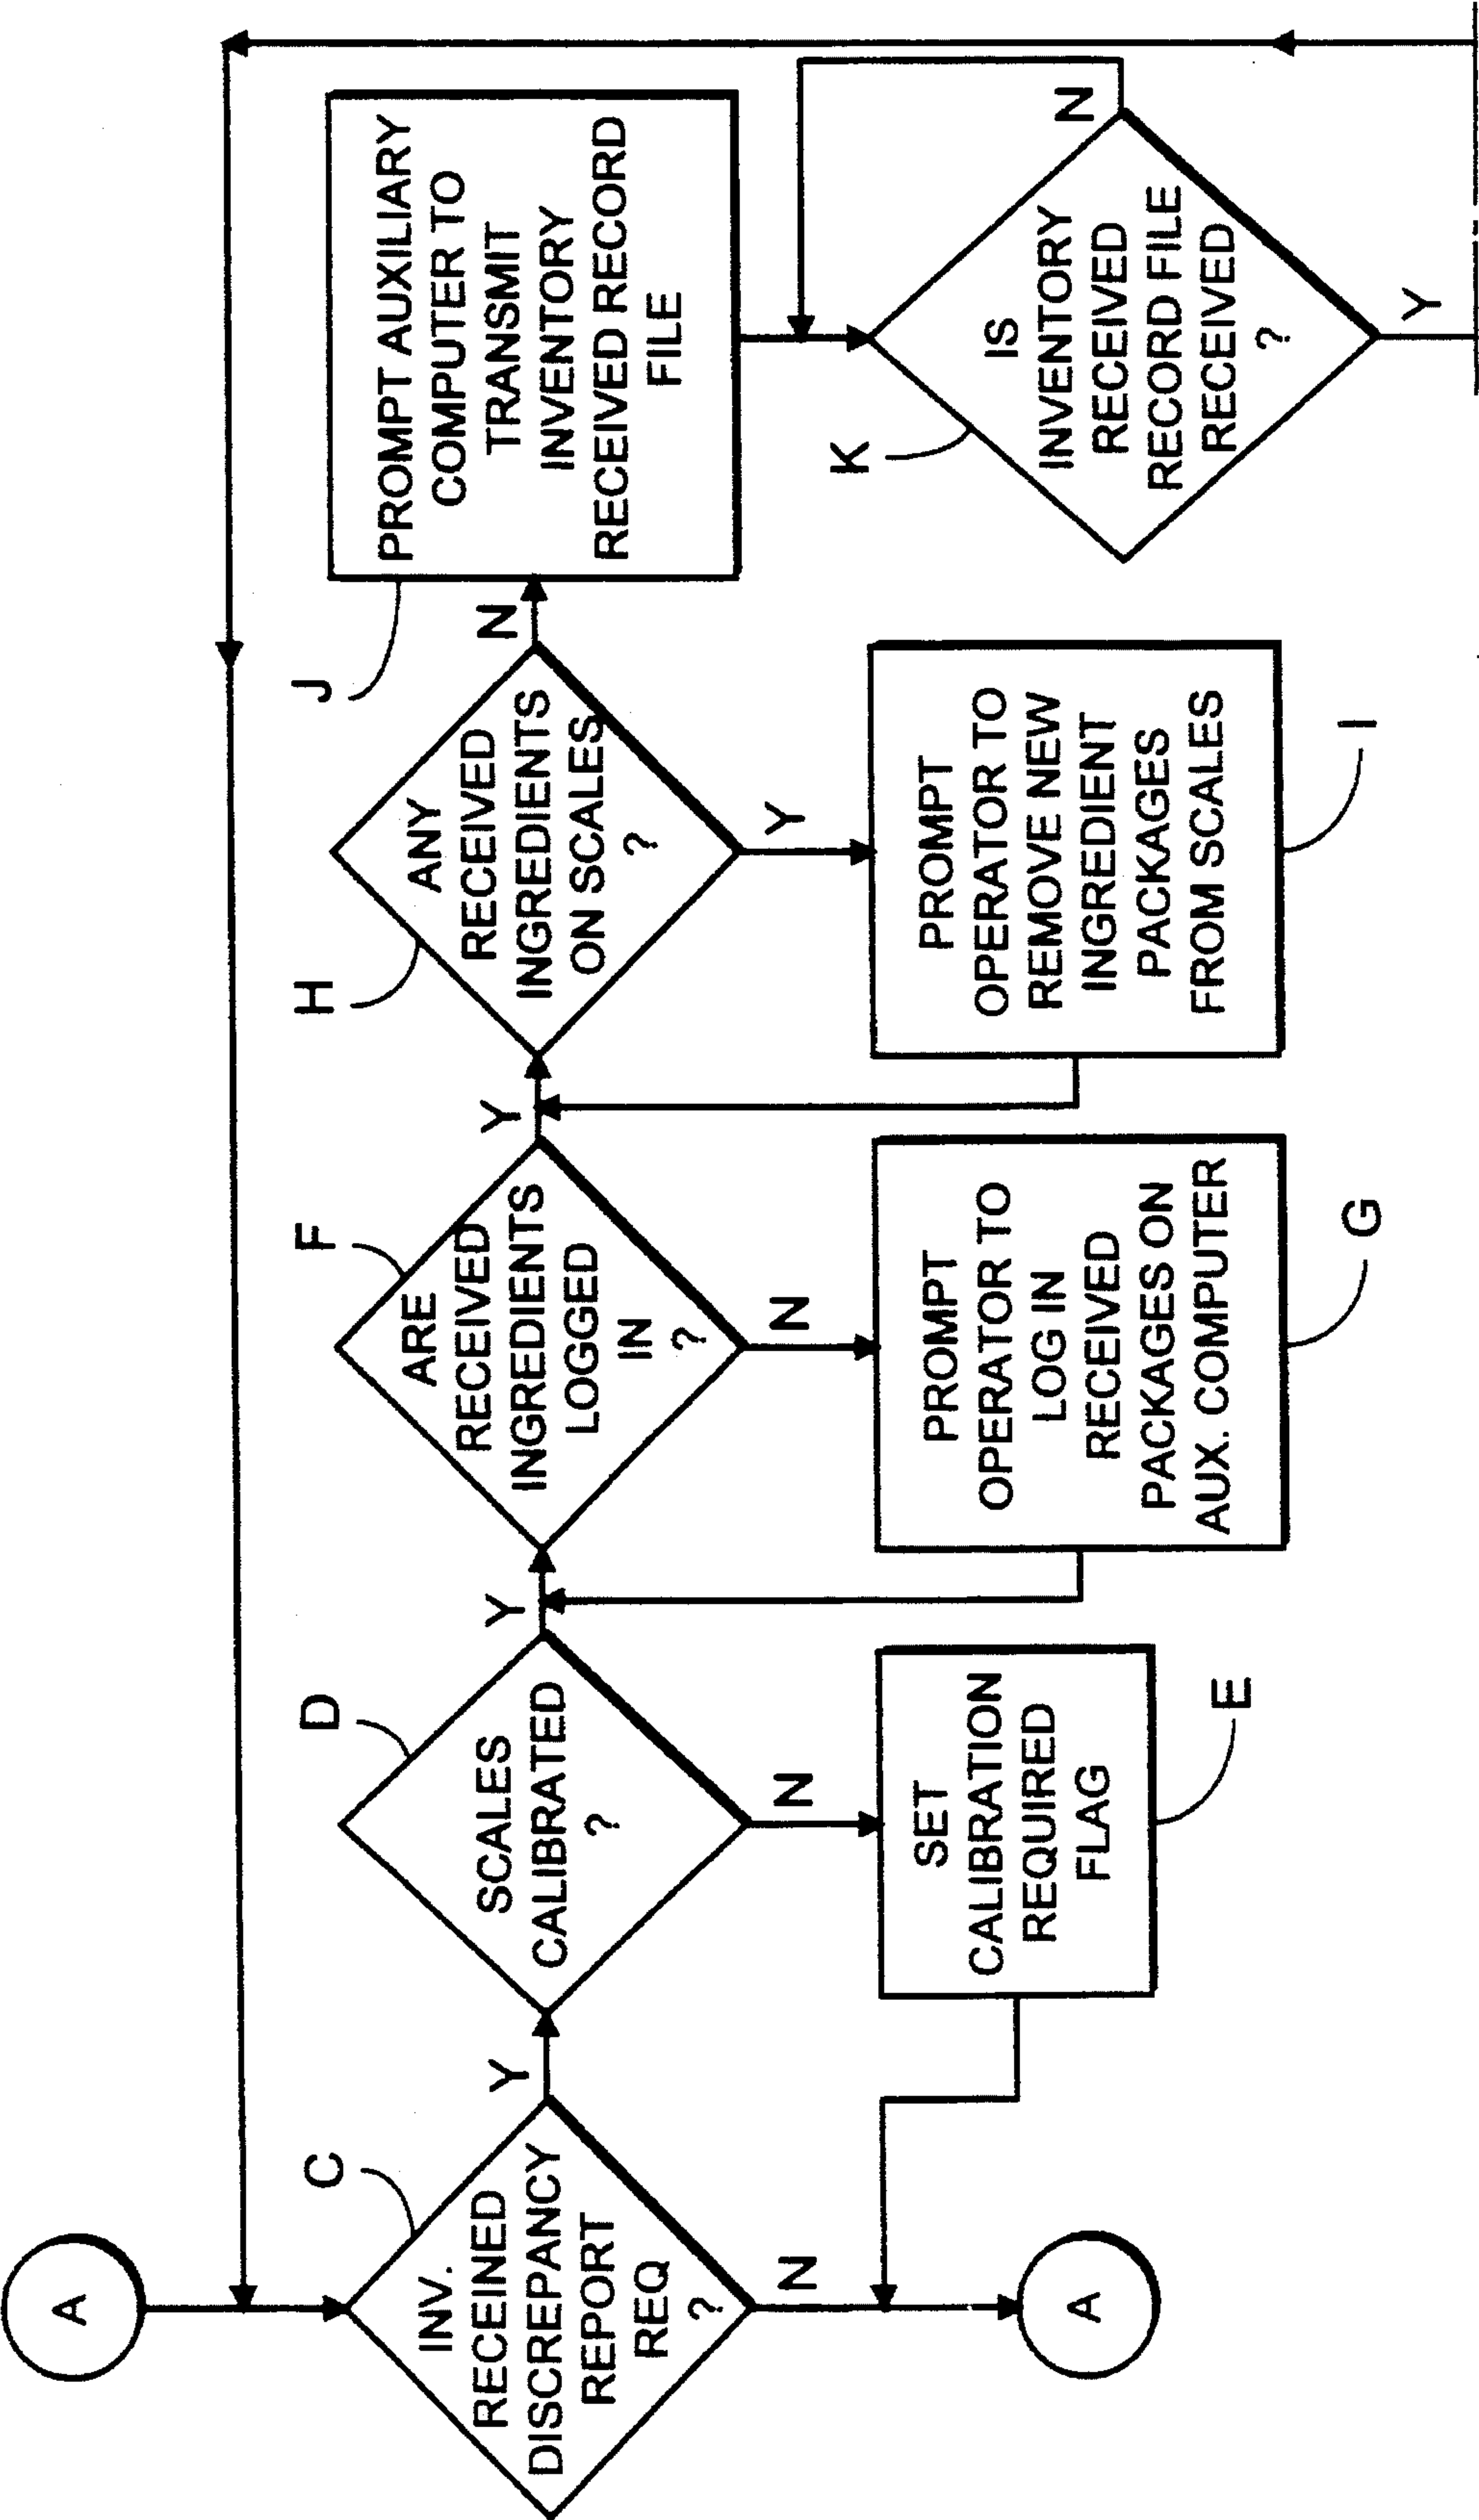 A
C
INV.
RECEINED
DISCREPANCY
REPORT
REQ
?
Y
N
A
D
SCALES
CALIBRATED
?
Y
N
SET
CALIBRATION
REQUIRED
FLAG
E
F
ARE
RECEIVED
INGREDIENTS
LOGGED
IN
?
Y
N
PROMPT
OPERATOR TO
LOG IN
RECEIVED
PACKAGES ON
AUX. COMPUTER
G
H
ANY
RECEIVED
INGREDIENTS
ON SCALES
?
N
Y
PROMPT
OPERATOR TO
REMOVE NEW
INGREDIENT
PACKAGES
FROM SCALES
I
J
PROMPT AUXILIARY
COMPUTER TO
TRANSMIT
INVENTORY
RECEIVED RECORD
FILE
K
IS
INVENTORY
RECEIVED
RECORD FILE
RECEIVED
?
N
Y